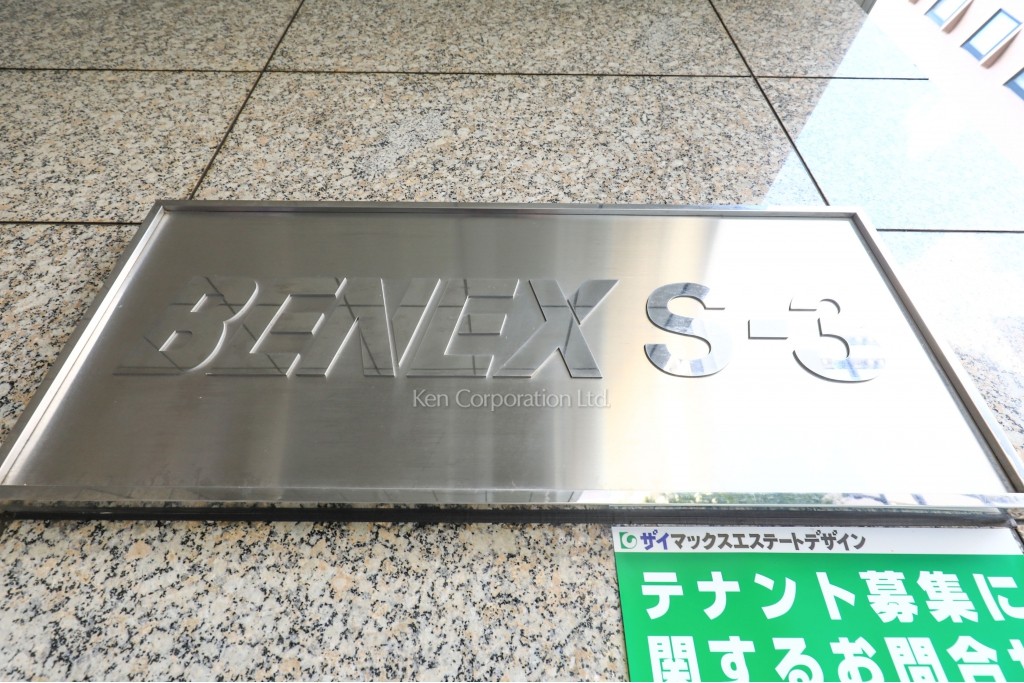 BENEX S-3
Ken Corporation Ltd.
ザイマックスエステートデザイン
テナント募集に
関するお問合